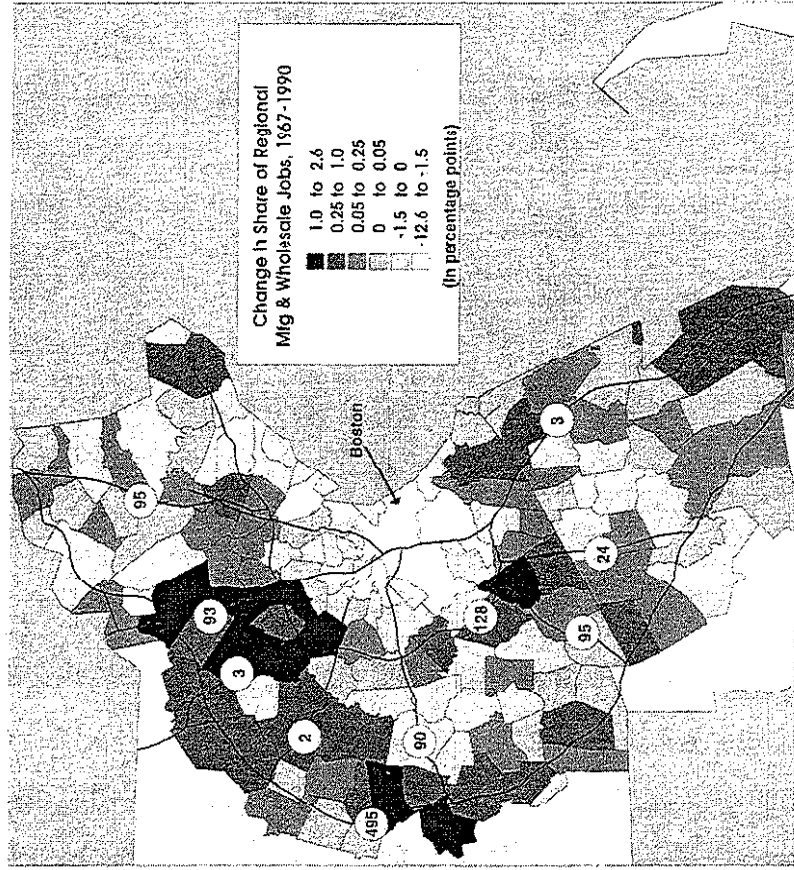 Change in Share of Regional
Mfg & Wholesale Jobs, 1967-1990
1.0 to 2.6
0.25 to 1.0
0.05 to 0.25
0 to 0.05
-1.5 to 0
-12.6 to -1.5
(in percentage points)
Boston
95
93
3
2
495
90
128
95
24
3